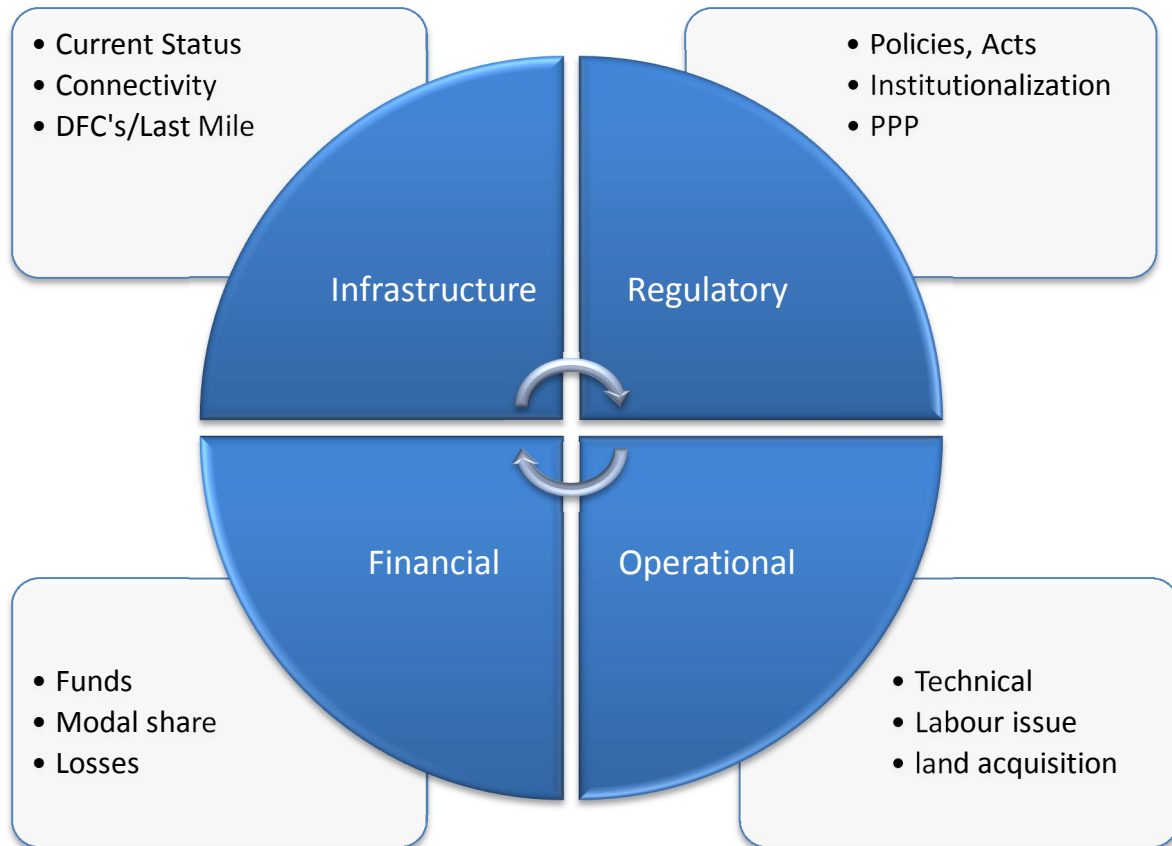 • Current Status
• Connectivity
• DFC's/Last Mile
• Policies, Acts
• Institutionalization
• PPP
Infrastructure
Regulatory
Financial
Operational
• Funds
• Modal share
• Losses
• Technical
• Labour issue
• land acquisition